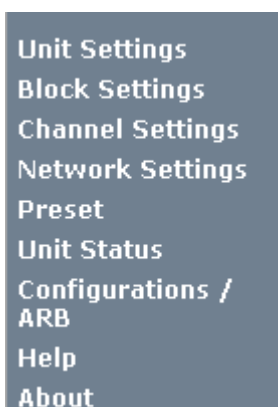 Unit Settings
Block Settings
Channel Settings
Network Settings
Preset
Unit Status
Configurations /
ARB
Help
About